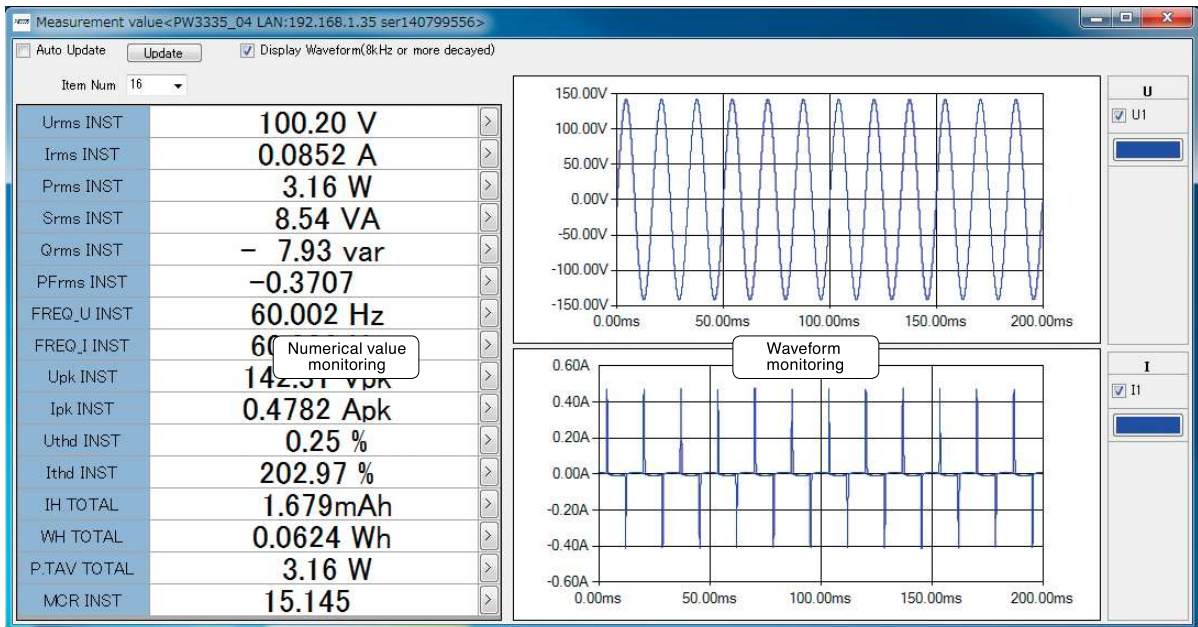 Measurement value<PW3335_04 LAN:192.168.1.35 ser140799556>
Auto Update Update Display Waveform(8kHz or more decayed)
Item Num 16
Urms INST 100.20 V >
Irms INST 0.0852 A >
Prms INST 3.16 W >
Srms INST 8.54 VA >
Qrms INST - 7.93 var >
PFrms INST -0.3707 >
FREQ_U INST 60.002 Hz >
FREQ_I INST >
Upk INST >
Ipk INST 0.4782 Apk >
Uthd INST 0.25 % >
Ithd INST 202.97 % >
IH TOTAL 1.679mAh >
WH TOTAL 0.0624 Wh >
P.TAV TOTAL 3.16 W >
MCR INST 15.145 >
Numerical value
monitoring
150.00V
100.00V
50.00V
0.00V
-50.00V
-100.00V
-150.00V
0.00ms 50.00ms 100.00ms 150.00ms 200.00ms
U
U1
Waveform
monitoring
0.60A
0.40A
0.20A
0.00A
-0.20A
-0.40A
-0.60A
0.00ms 50.00ms 100.00ms 150.00ms 200.00ms
I
I1